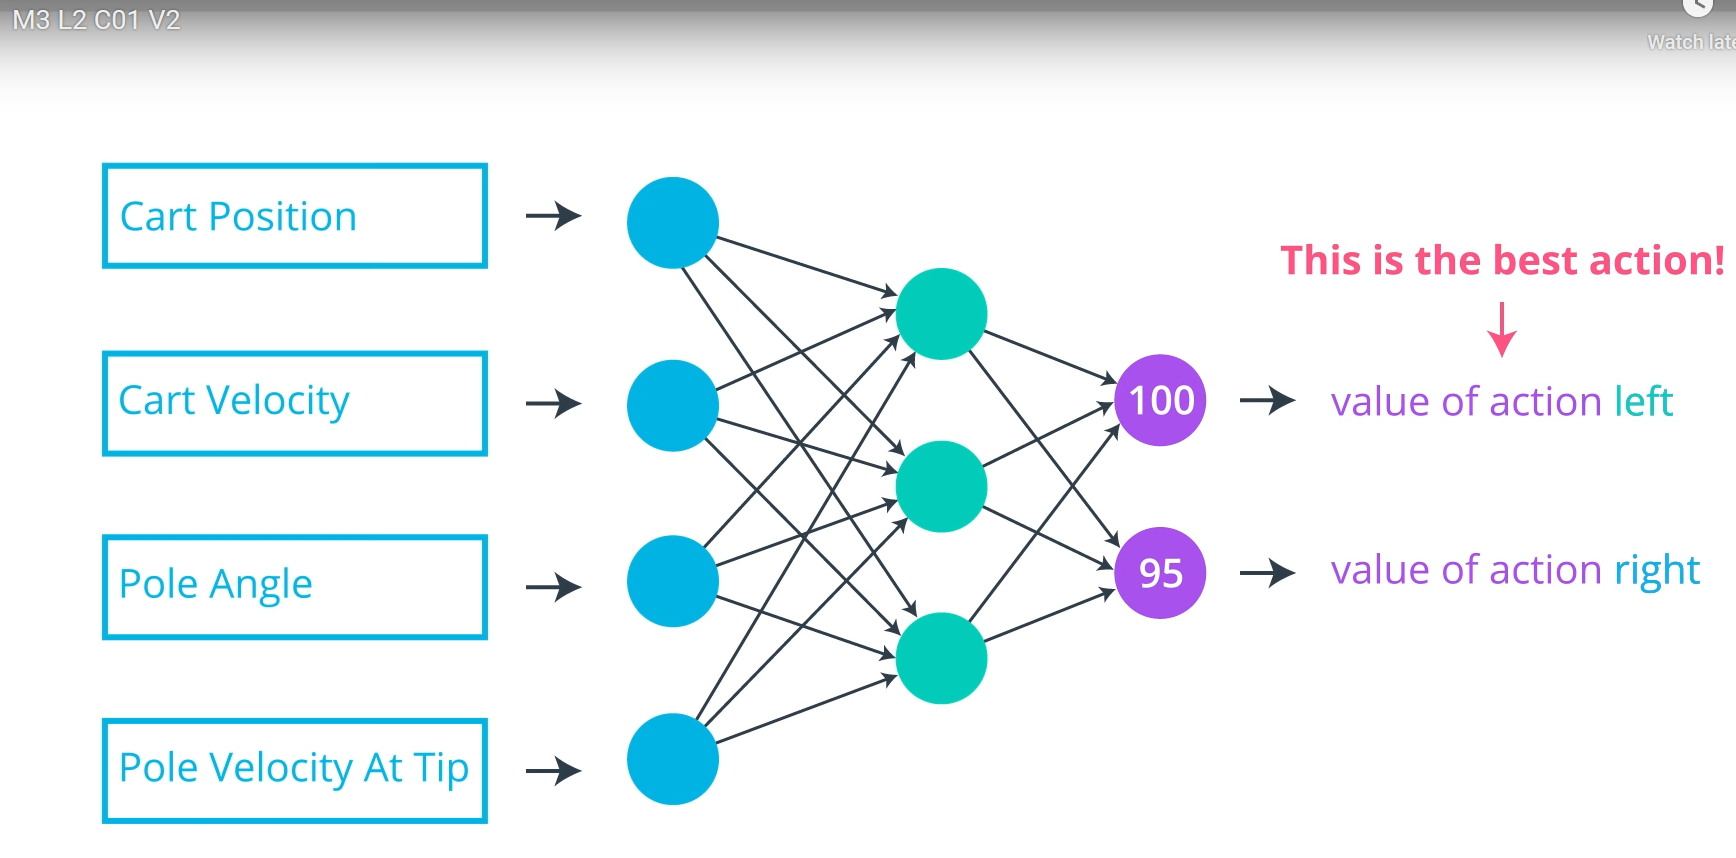 M3 L2 C01 V2
Watch late
Cart Position
Cart Velocity
Pole Angle
Pole Velocity At Tip
100
95
This is the best action!
value of action left
value of action right